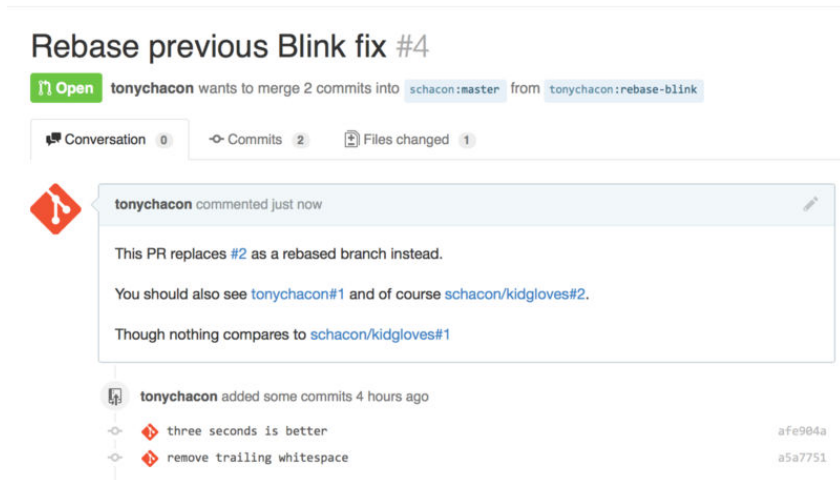 Rebase previous Blink fix #4
Open tonychacon wants to merge 2 commits into schacon:master from tonychacon:rebase-blink
Conversation 0 Commits 2 Files changed 1
tonychacon commented just now
This PR replaces #2 as a rebased branch instead.
You should also see tonychacon#1 and of course schacon/kidgloves#2.
Though nothing compares to schacon/kidgloves#1
tonychacon added some commits 4 hours ago
three seconds is better afe904a
remove trailing whitespace a5a7751